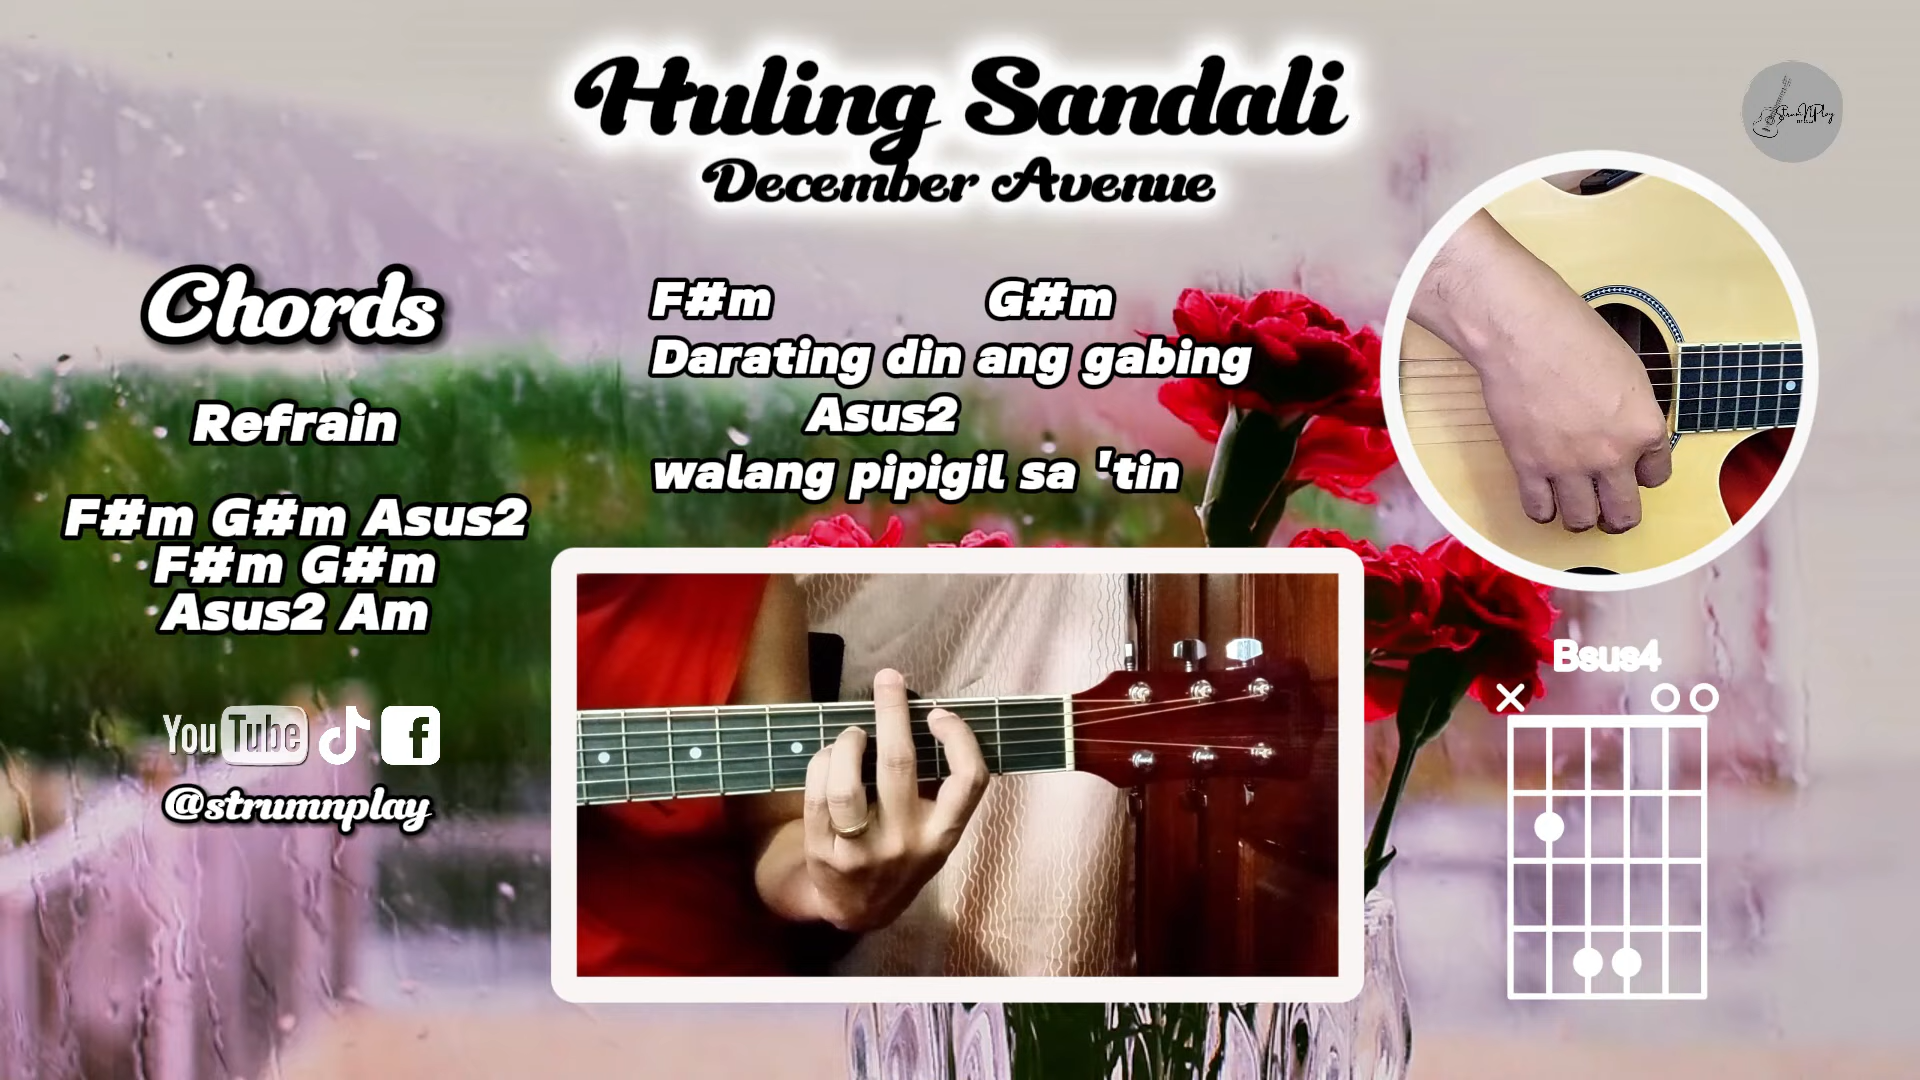 Huling Sandali
December Avenue
StrumNPlay
Chords
Refrain
F#m G#m Asus2
F#m G#m
Asus2 Am
YouTube
@strumnplay
F#m G#m
Darating din ang gabing
Asus2
walang pipigil sa 'tin
Bsus4